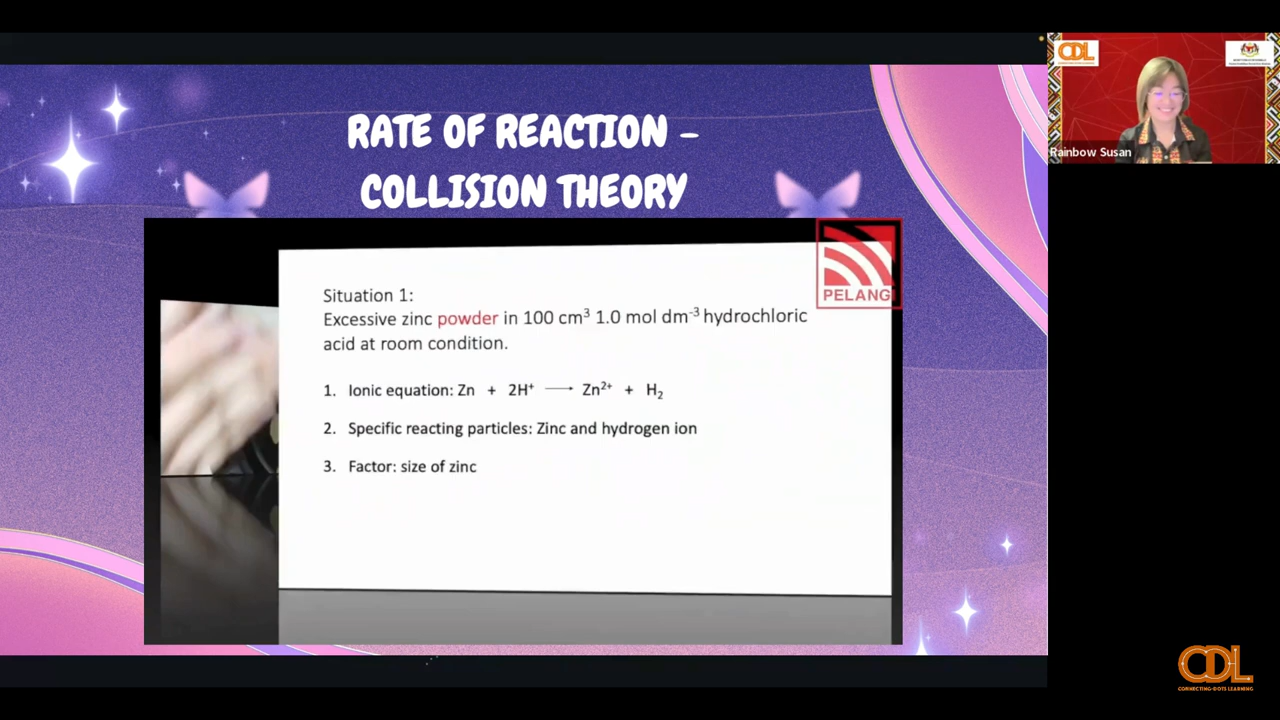 RATE OF REACTION –
COLLISION THEORY
PELANGI
Situation 1:
Excessive zinc powder in 100 cm³ 1.0 mol dm⁻³ hydrochloric
acid at room condition.
1. Ionic equation: Zn + 2H⁺ ⟶ Zn²⁺ + H₂
2. Specific reacting particles: Zinc and hydrogen ion
3. Factor: size of zinc
CDL
Rainbow Susan
CDL
CONNECTING-DOTS LEARNING